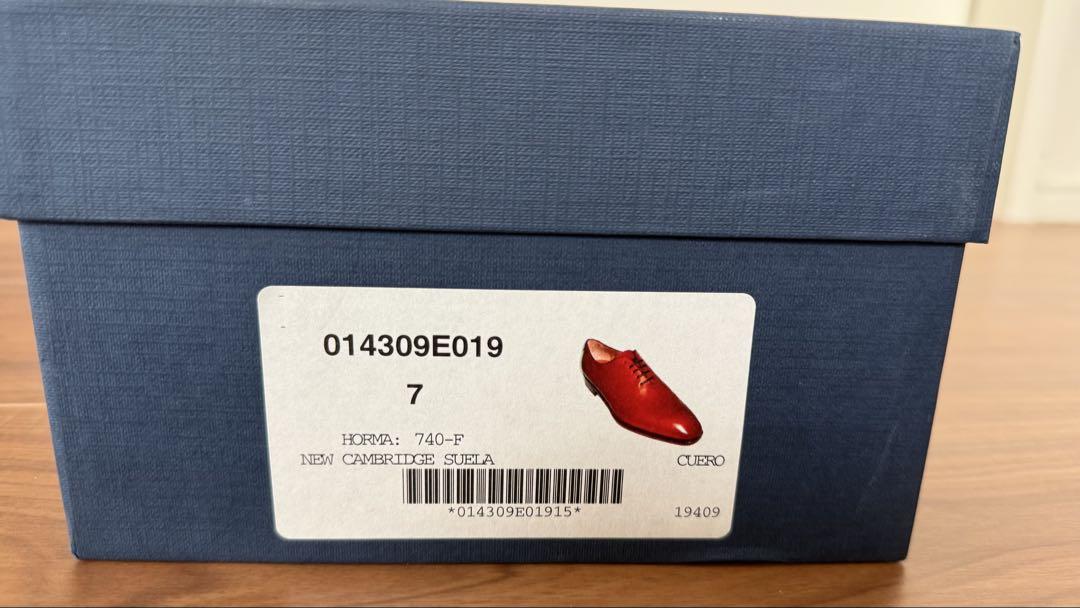 014309E019
7
HORMA: 740-F
NEW CAMBRIDGE SUELA
CUERO
*014309E01915*
19409